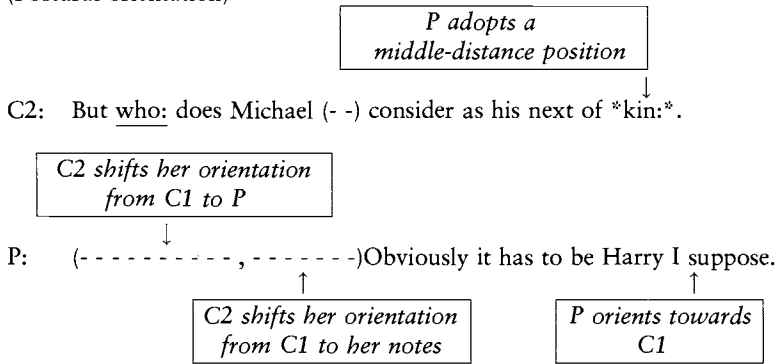 (Postural orientation)
P adopts a
middle-distance position
C2: But who: does Michael (- -) consider as his next of *kin:*.
C2 shifts her orientation
from C1 to P
P: (- - - - - - - - - - , - - - - - - -)Obviously it has to be Harry I suppose.
C2 shifts her orientation
from C1 to her notes
P orients towards
C1